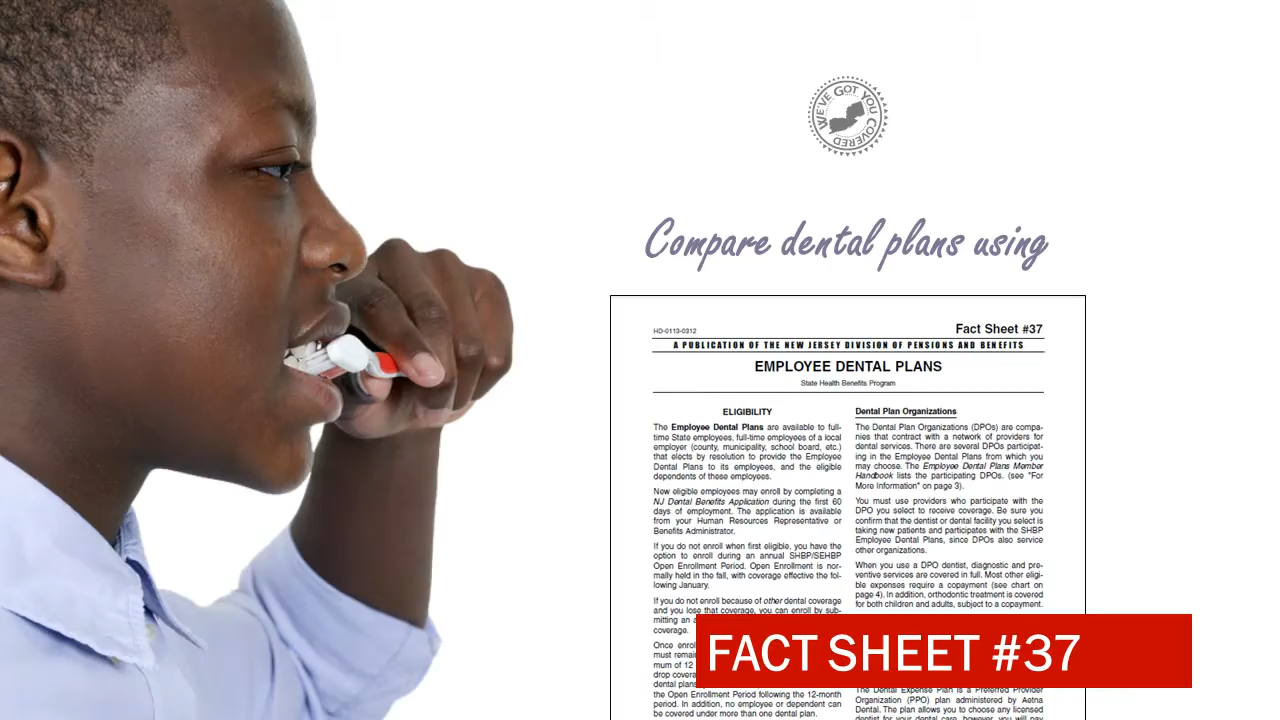 WE'VE GOT YOU COVERED
Compare dental plans using
HD-0113-0312
Fact Sheet #37
A PUBLICATION OF THE NEW JERSEY DIVISION OF PENSIONS AND BENEFITS
EMPLOYEE DENTAL PLANS
State Health Benefits Program
ELIGIBILITY
The Employee Dental Plans are available to full-
time State employees, full-time employees of a local
employer (county, municipality, school board, etc.)
that elects by resolution to provide the Employee
Dental Plans to its employees, and the eligible
dependents of these employees.
New eligible employees may enroll by completing a
NJ Dental Benefits Application during the first 60
days of employment. The application is available
from your Human Resources Representative or
Benefits Administrator.
If you do not enroll when first eligible, you have the
option to enroll during an annual SHBP/SEHBP
Open Enrollment Period. Open Enrollment is nor-
mally held in the fall, with coverage effective the fol-
lowing January.
If you do not enroll because of other dental coverage
and you lose that coverage, you can enroll by sub-
mitting an
coverage.
Once enrol
must remai
mum of 12
drop covera
dental plans
the Open Enrollment Period following the 12-month
period. In addition, no employee or dependent can
be covered under more than one dental plan.
Dental Plan Organizations
The Dental Plan Organizations (DPOs) are compa-
nies that contract with a network of providers for
dental services. There are several DPOs participat-
ing in the Employee Dental Plans from which you
may choose. The Employee Dental Plans Member
Handbook lists the participating DPOs. (see "For
More Information" on page 3).
You must use providers who participate with the
DPO you select to receive coverage. Be sure you
confirm that the dentist or dental facility you select is
taking new patients and participates with the SHBP
Employee Dental Plans, since DPOs also service
other organizations.
When you use a DPO dentist, diagnostic and pre-
ventive services are covered in full. Most other eligi-
ble expenses require a copayment (see chart on
page 4). In addition, orthodontic treatment is covered
for both children and adults, subject to a copayment.
FACT SHEET #37
The Dental Expense Plan is a Preferred Provider
Organization (PPO) plan administered by Aetna
Dental. The plan allows you to choose any licensed
dentist for your dental care, however, you will pay